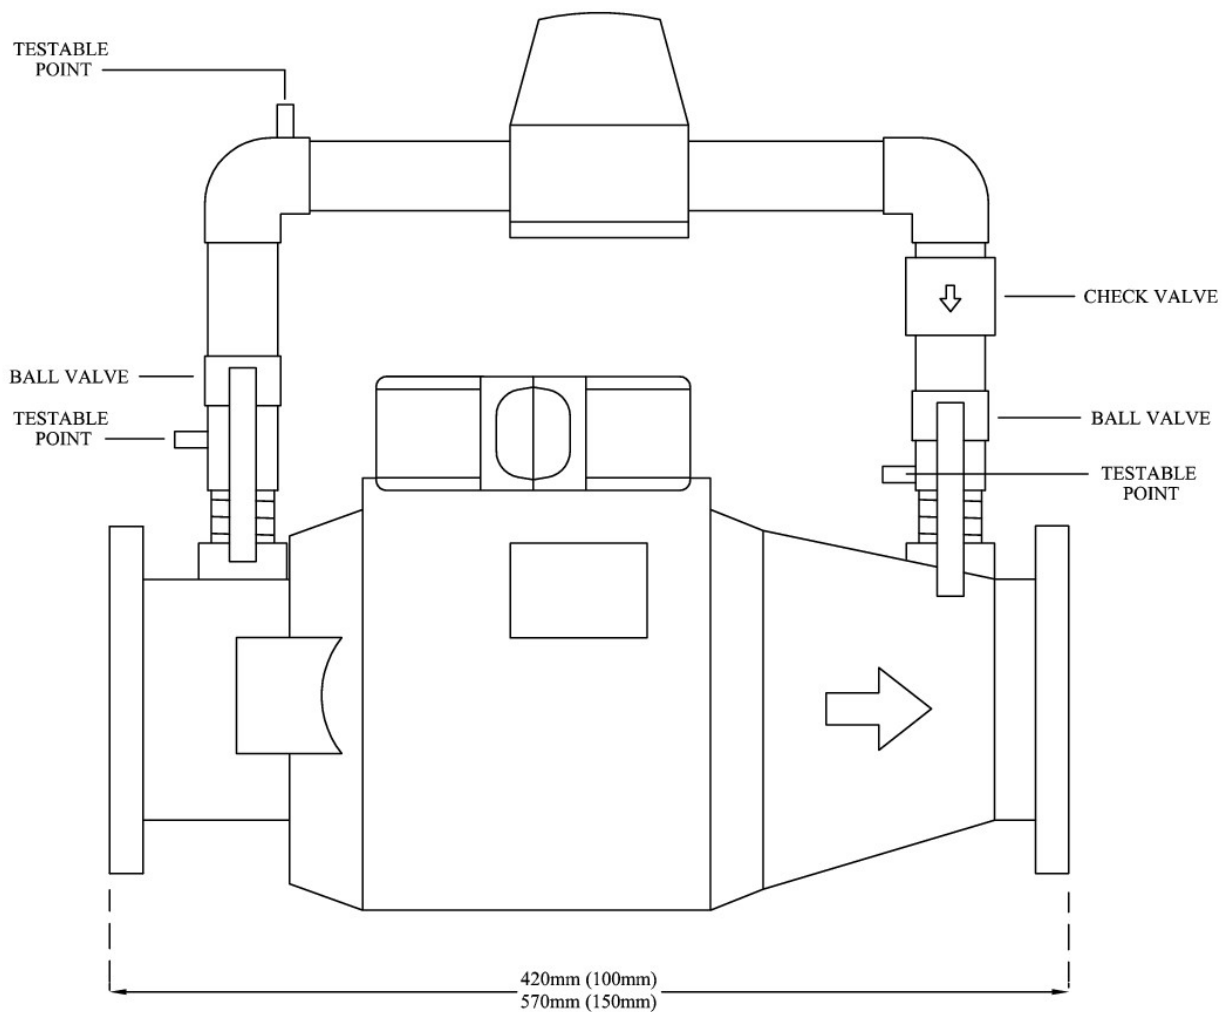 TESTABLE
POINT
CHECK VALVE
BALL VALVE
TESTABLE
POINT
BALL VALVE
TESTABLE
POINT
420mm (100mm)
570mm (150mm)